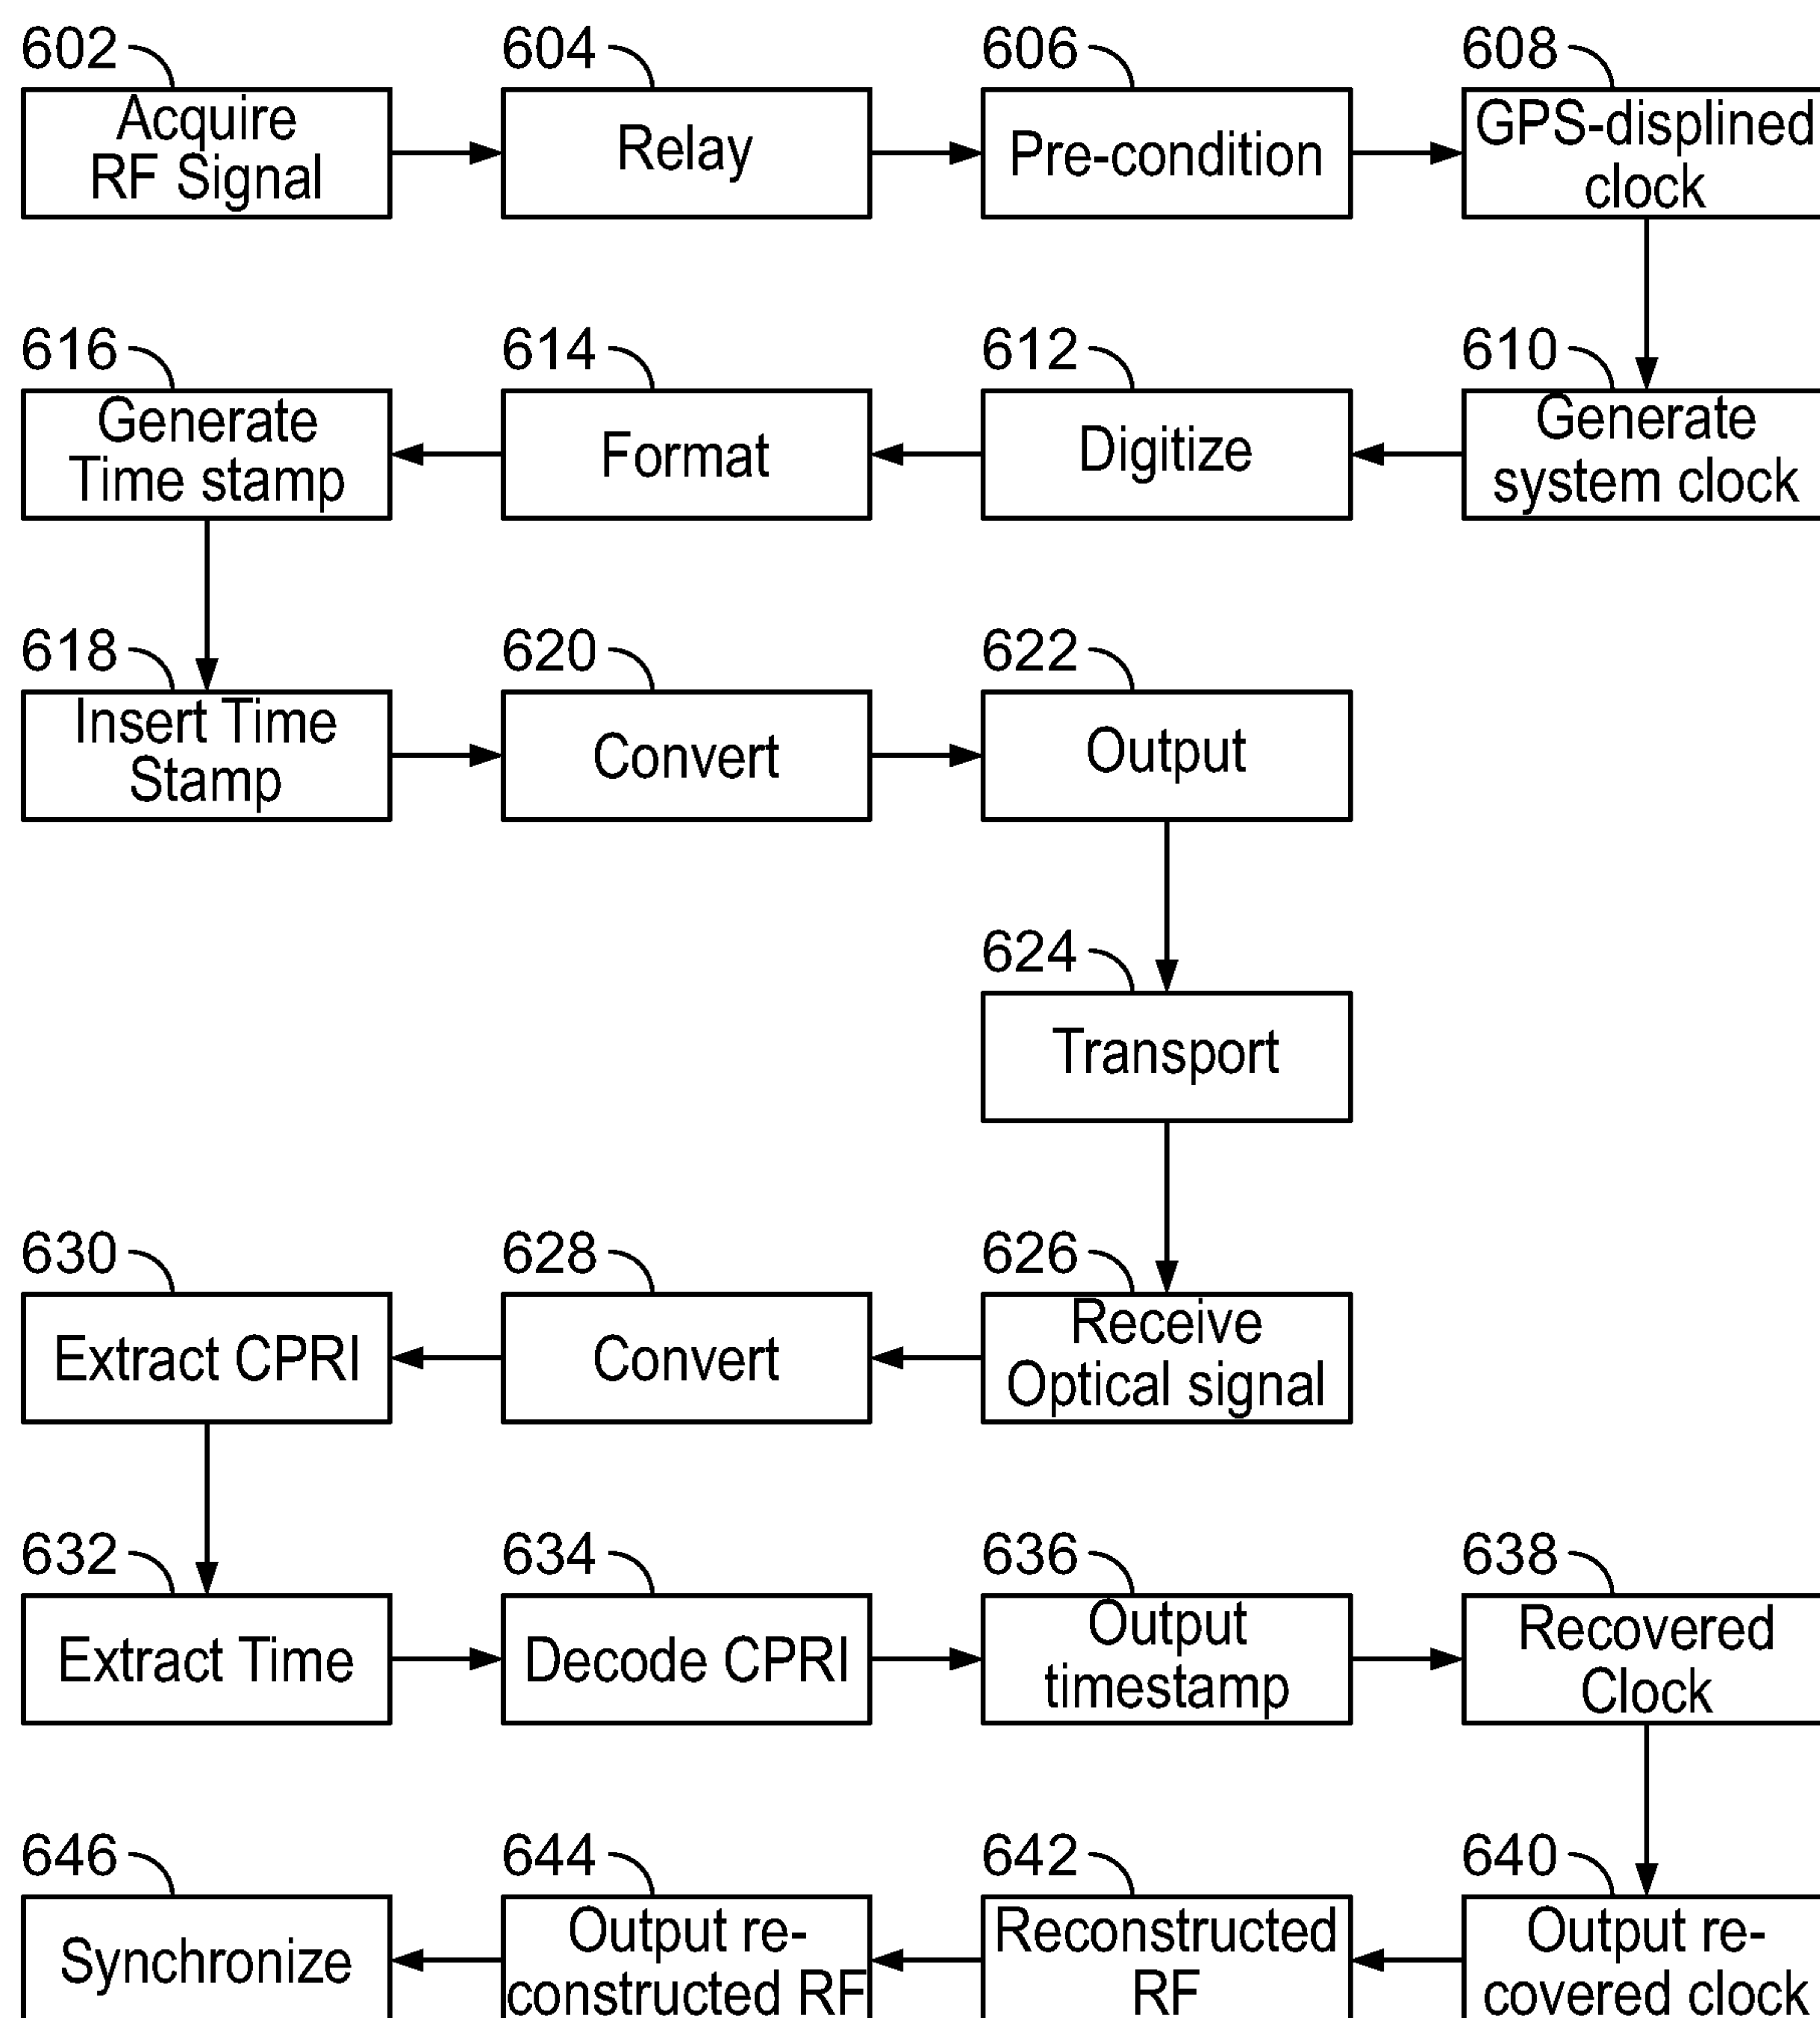 602
Acquire
RF Signal
604
Relay
606
Pre-condition
608
GPS-displined
clock
616
Generate
Time stamp
614
Format
612
Digitize
610
Generate
system clock
618
Insert Time
Stamp
620
Convert
622
Output
624
Transport
630
Extract CPRI
628
Convert
626
Receive
Optical signal
632
Extract Time
634
Decode CPRI
636
Output
timestamp
638
Recovered
Clock
646
Synchronize
644
Output re-
constructed RF
642
Reconstructed
RF
640
Output re-
covered clock